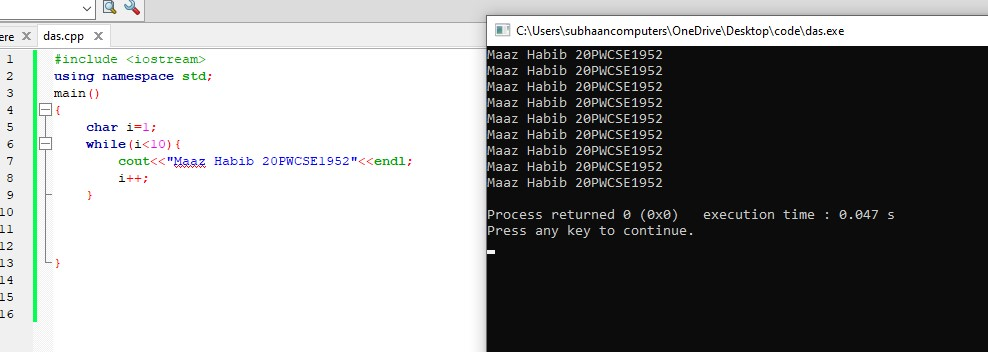 ere
das.cpp
1 #include <iostream>
2 using namespace std;
3 main()
4 {
5 char i=1;
6 while(i<10){
7 cout<<"Maaz Habib 20PWCSE1952"<<endl;
8 i++;
9 }
10
11
12
13 }
14
15
16
C:\Users\subhaancomputers\OneDrive\Desktop\code\das.exe
Maaz Habib 20PWCSE1952
Maaz Habib 20PWCSE1952
Maaz Habib 20PWCSE1952
Maaz Habib 20PWCSE1952
Maaz Habib 20PWCSE1952
Maaz Habib 20PWCSE1952
Maaz Habib 20PWCSE1952
Maaz Habib 20PWCSE1952
Maaz Habib 20PWCSE1952
Process returned 0 (0x0)   execution time : 0.047 s
Press any key to continue.